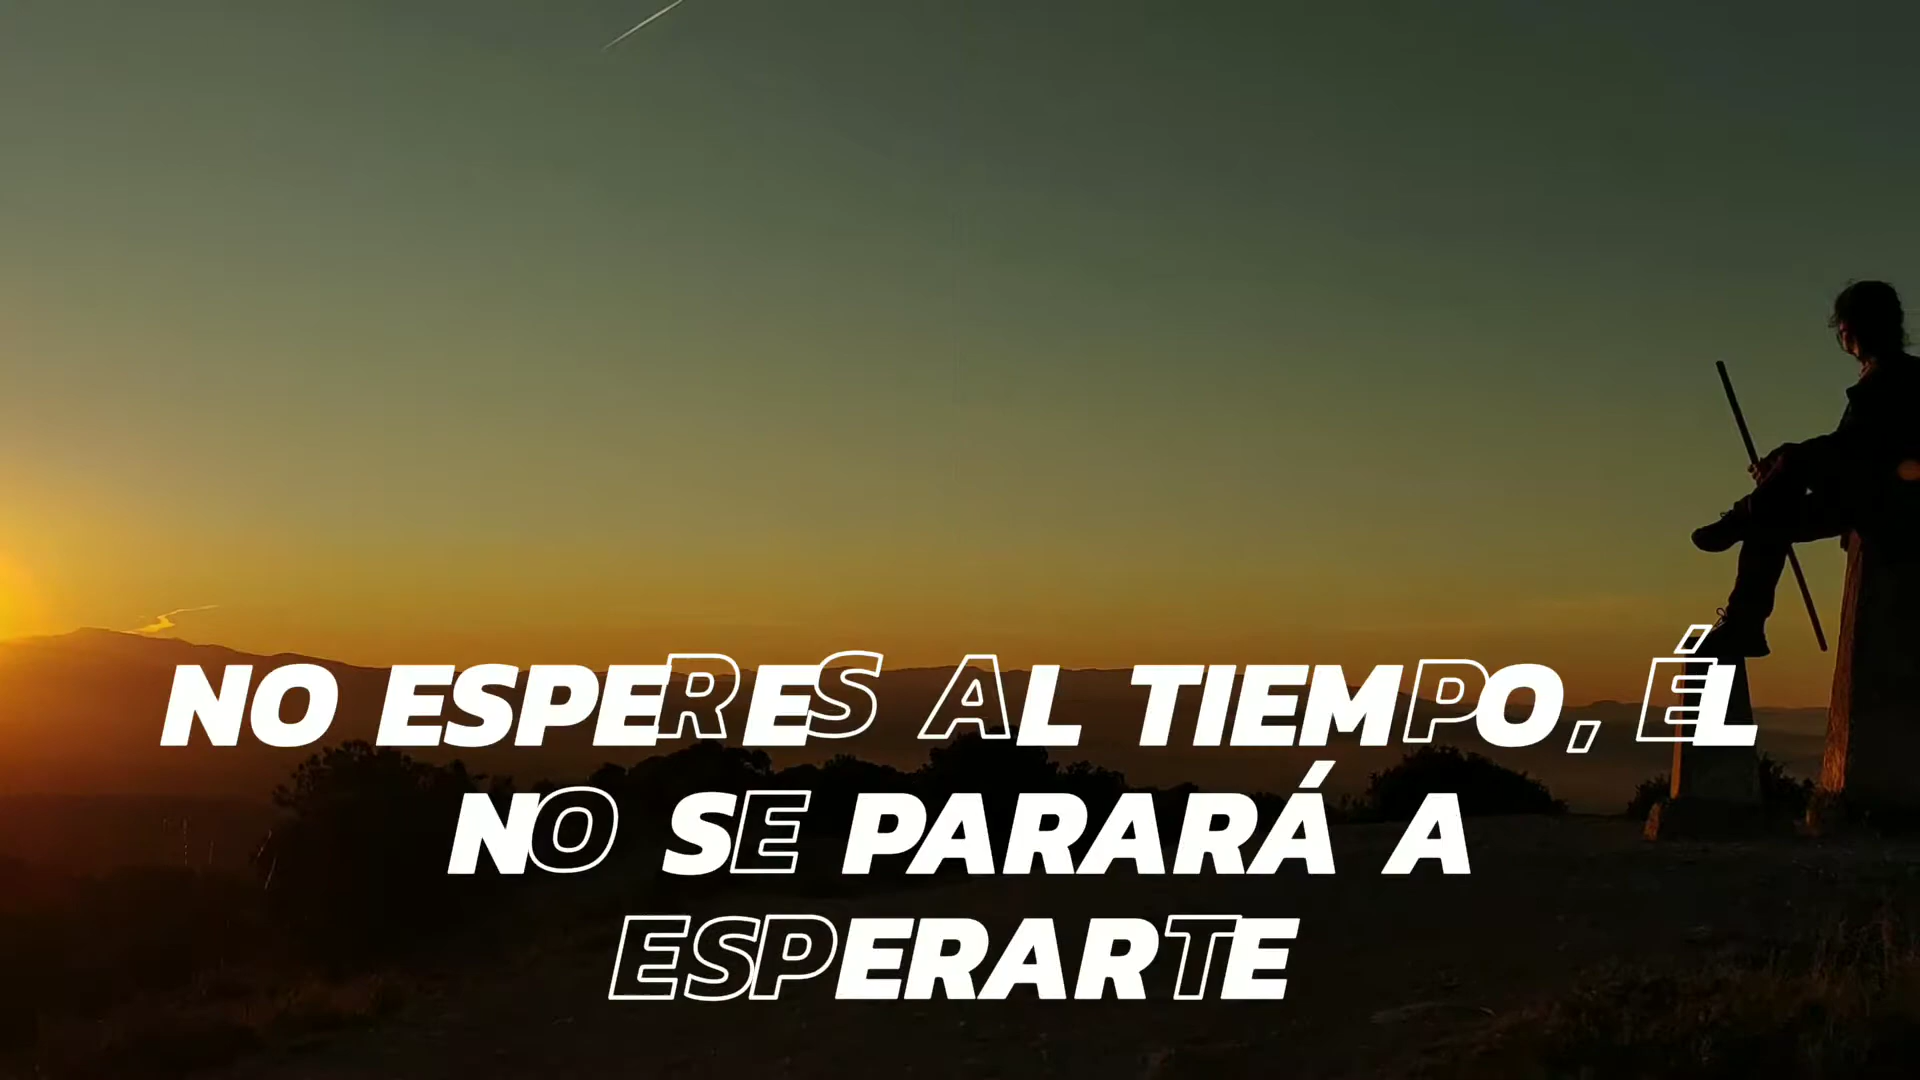 NO ESPERES AL TIEMPO, ÉL
NO SE PARARÁ A
ESPERARTE